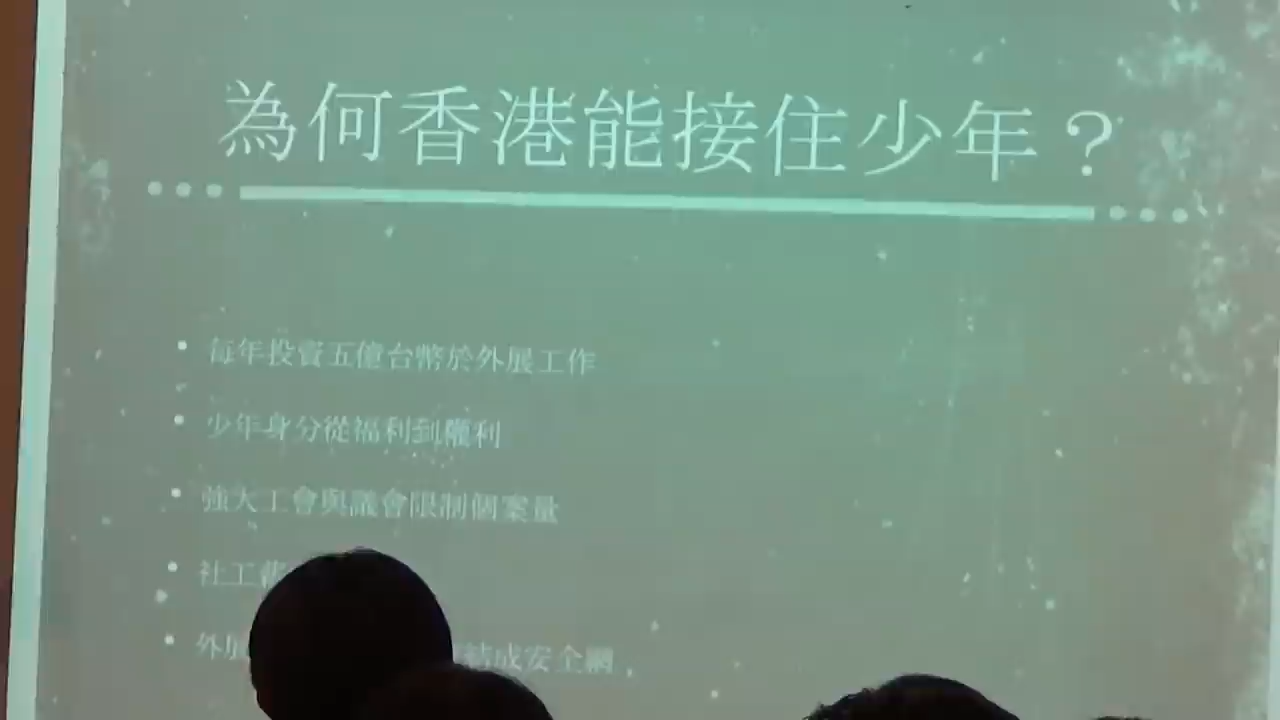 為何香港能接住少年？
每年投資五億台幣於外展工作
少年身分從福利到權利
強大工會與議會限制個案量
社工
外展 結成安全網